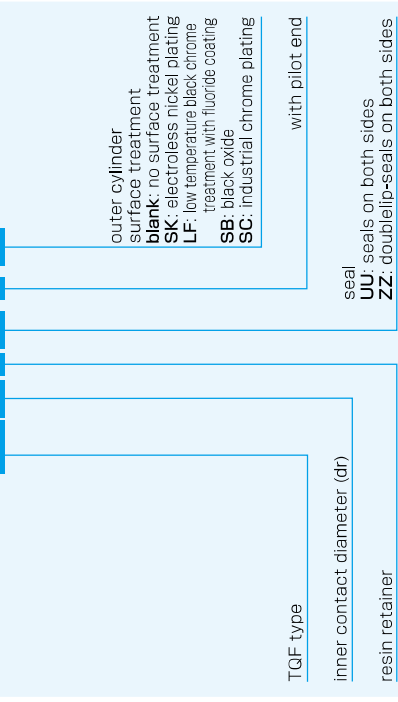 outer cylinder
surface treatment
blank: no surface treatment
SK: electroless nickel plating
LF: low temperature black chrome
treatment with fluoride coating
SB: black oxide
SC: industrial chrome plating
with pilot end
seal
UU: seals on both sides
ZZ: doublelip-seals on both sides
TQF type
inner contact diameter (dr)
resin retainer